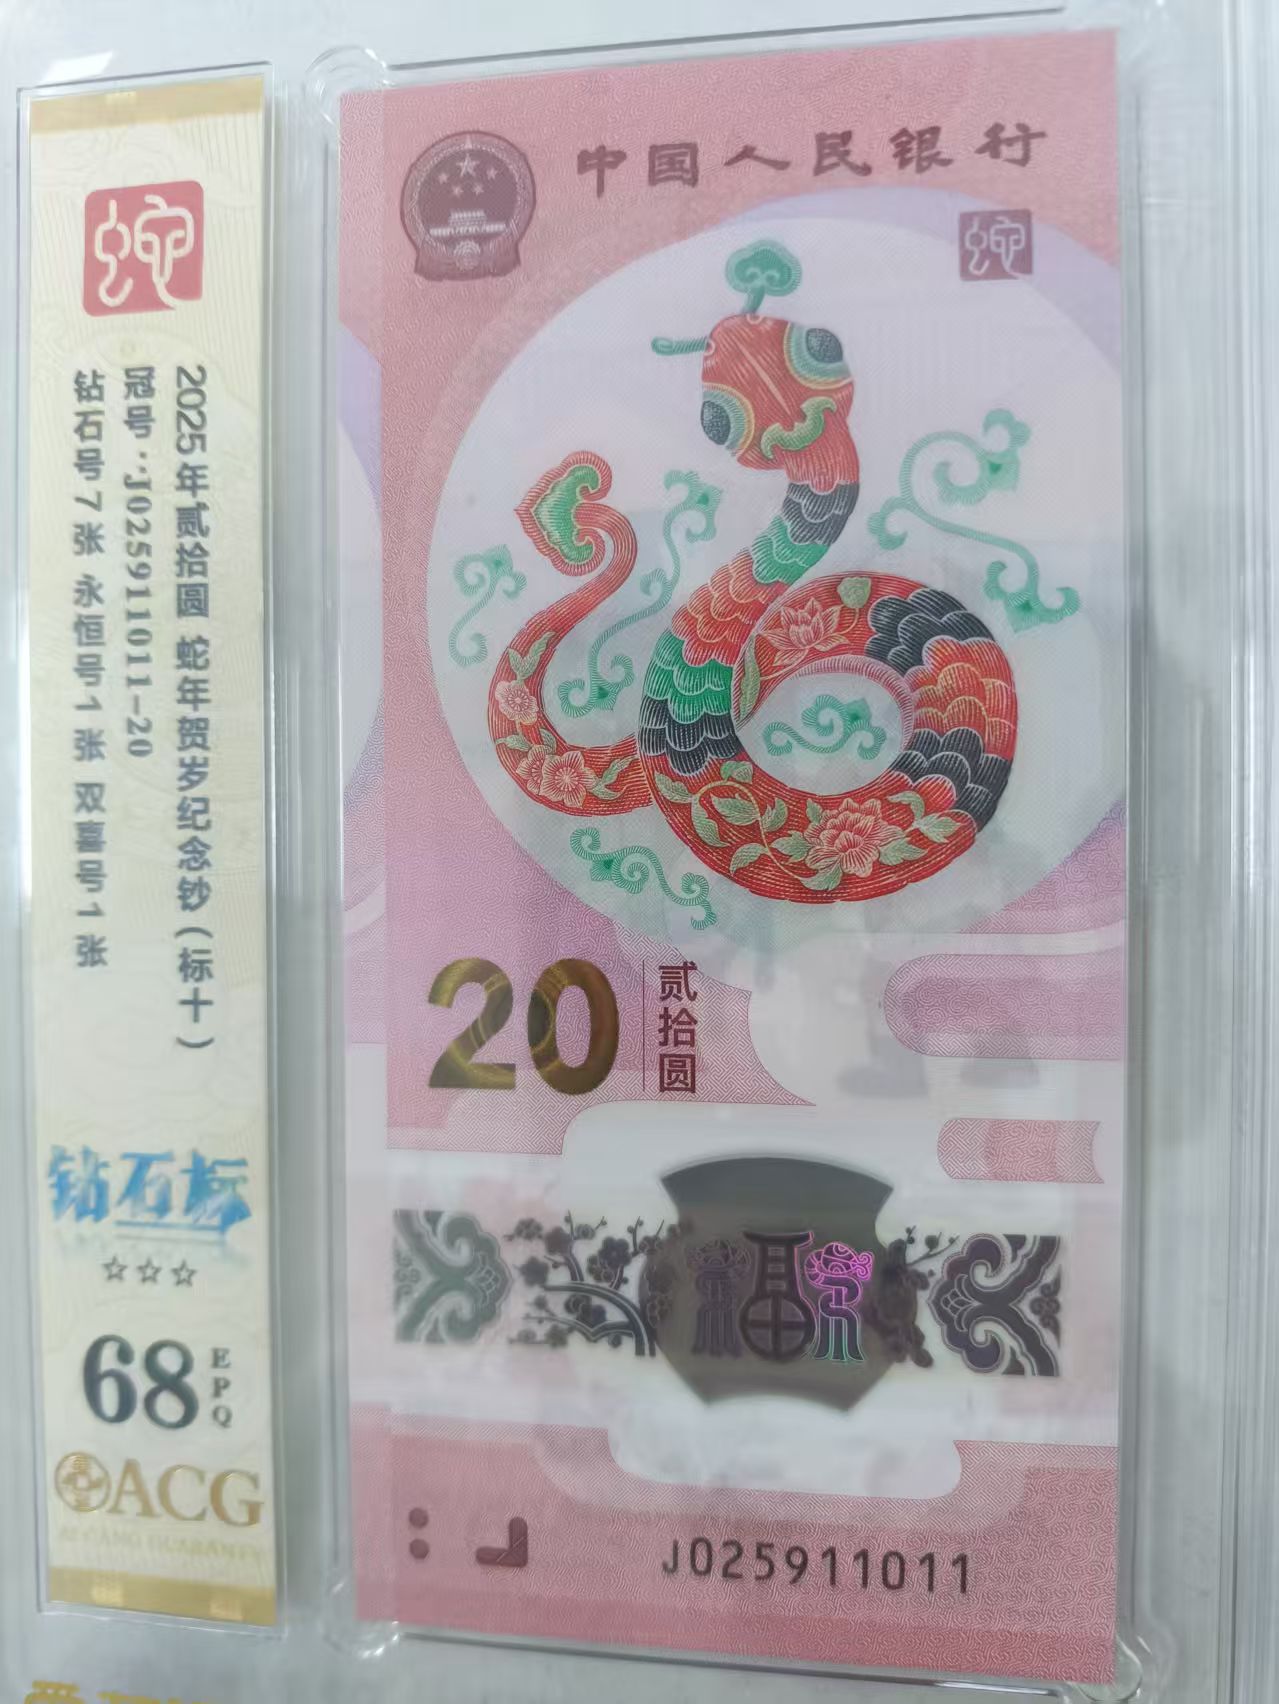 蛇
2025年贰拾圆 蛇年贺岁纪念钞（标十）
冠号：J025911011-20
钻石号7张 永恒号1张 双喜号1张
钻石标
☆☆☆
68
EPQ
ACG
中国人民银行
蛇
20
贰拾圆
福
J025911011